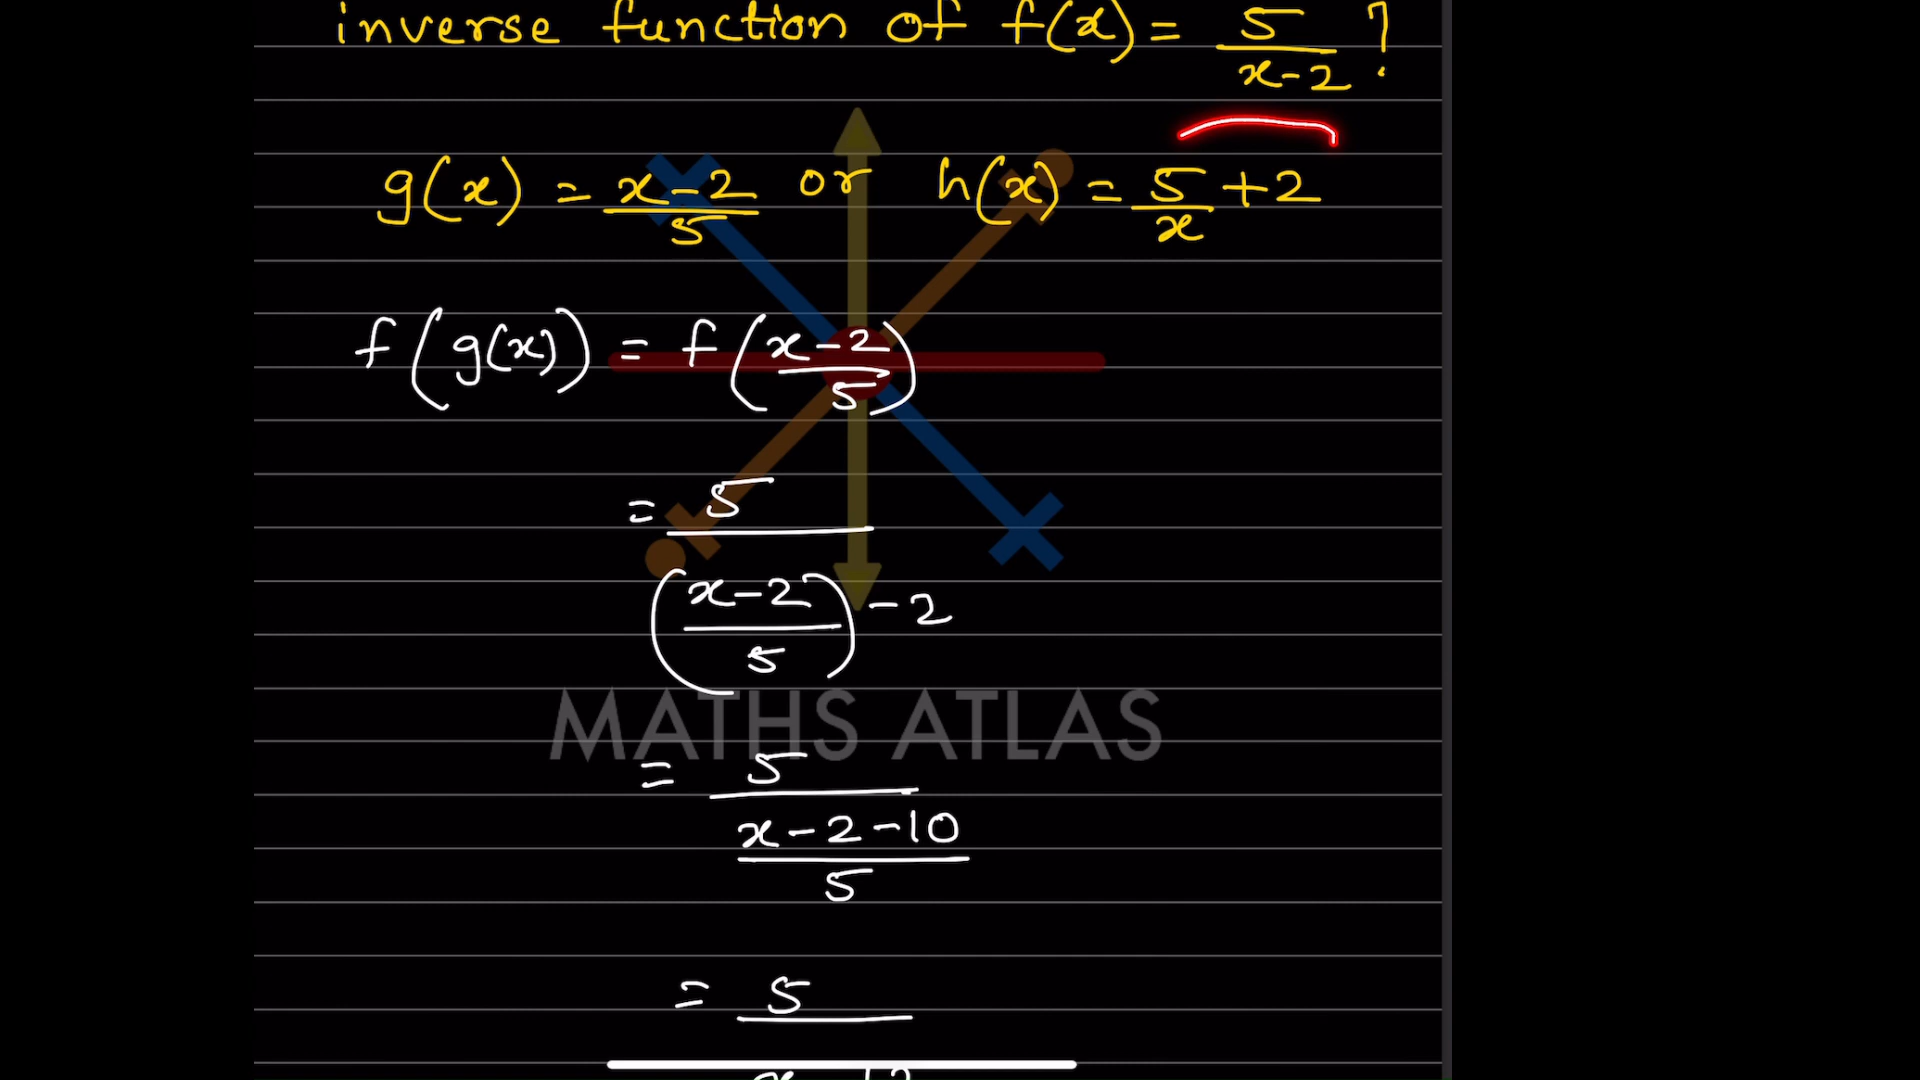 inverse function of f(x) = 5/(x-2) ?
g(x) = (x-2)/5 or h(x) = 5/x + 2
f(g(x)) = f((x-2)/5)
= 5/(((x-2)/5) - 2)
MATHS ATLAS
= 5/((x-2-10)/5)
= 5